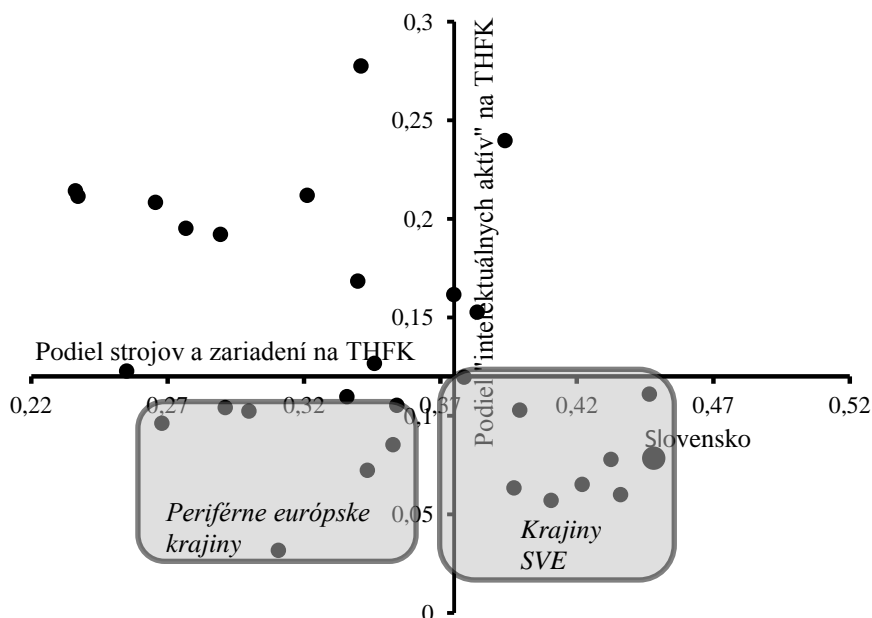 0,3
Podiel "intelektuálnych aktív" na THFK
0,25
0,2
0,15
Podiel strojov a zariadení na THFK
0,22
0,27
0,32
0,37
0,42
0,47
0,52
0,1
Slovensko
Periférne európske
krajiny
0,05
Krajiny
SVE
0